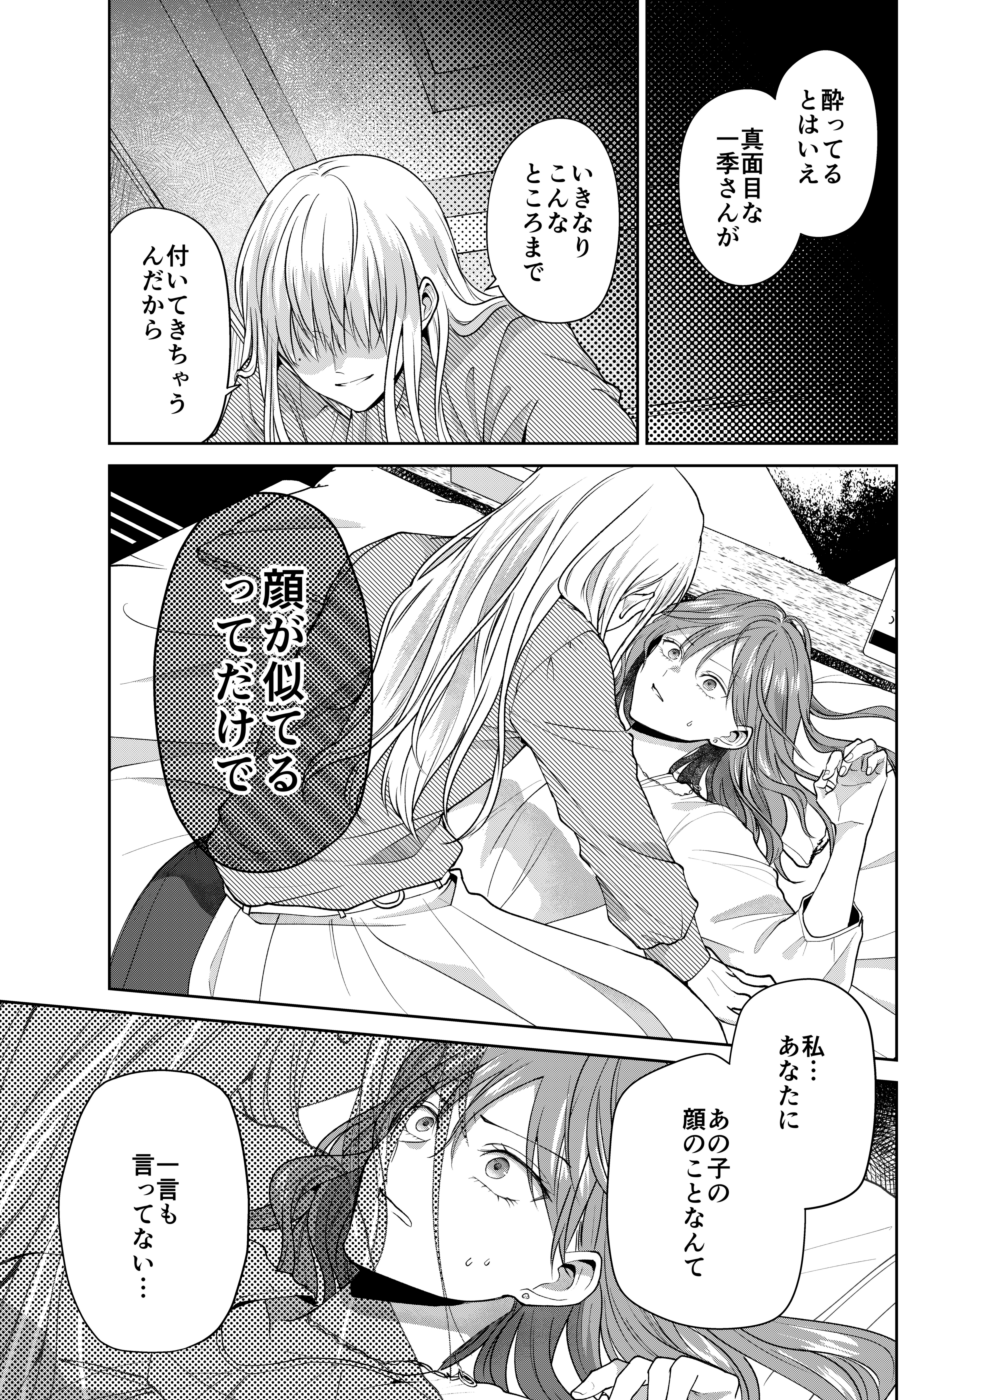 酔ってる
とはいえ
真面目な
一季さんが
いきなり
こんな
ところまで
付いてきちゃう
んだから
顔が似てる
ってだけで
私…
あなたに
あの子の
顔のことなんて
一言も
言ってない…